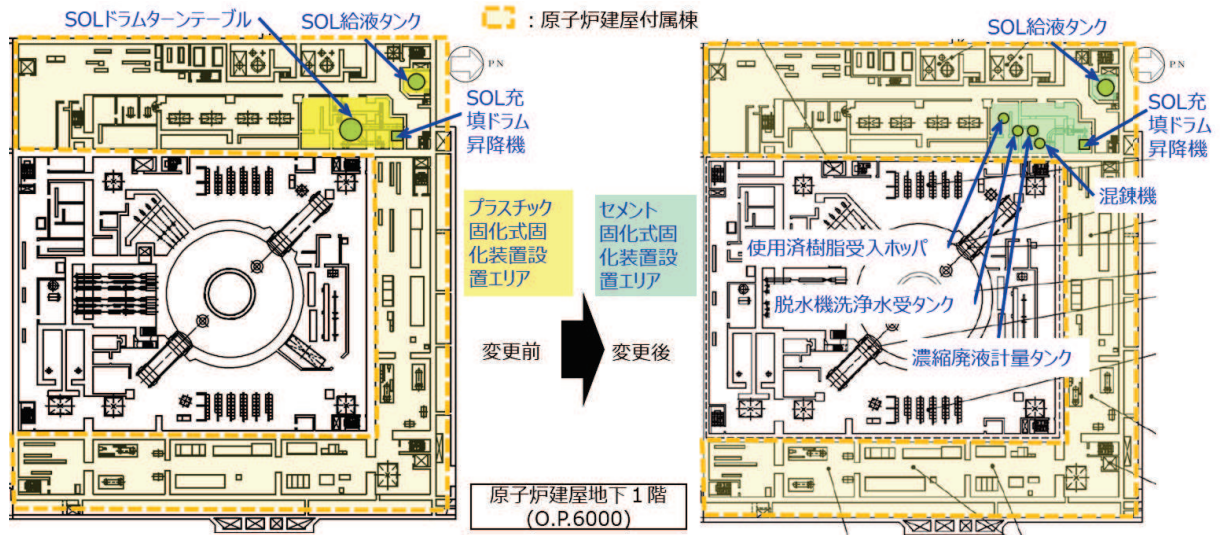 SOLドラムターンテーブル
SOL給液タンク
：原子炉建屋付属棟
PN
SOL充
填ドラム
昇降機
プラスチック
固化式固
化装置設
置エリア
セメント
固化式固
化装置設
置エリア
変更前
変更後
原子炉建屋地下１階
(O.P.6000)
SOL給液タンク
PN
SOL充
填ドラム
昇降機
混錬機
使用済樹脂受入ホッパ
脱水機洗浄水受タンク
濃縮廃液計量タンク